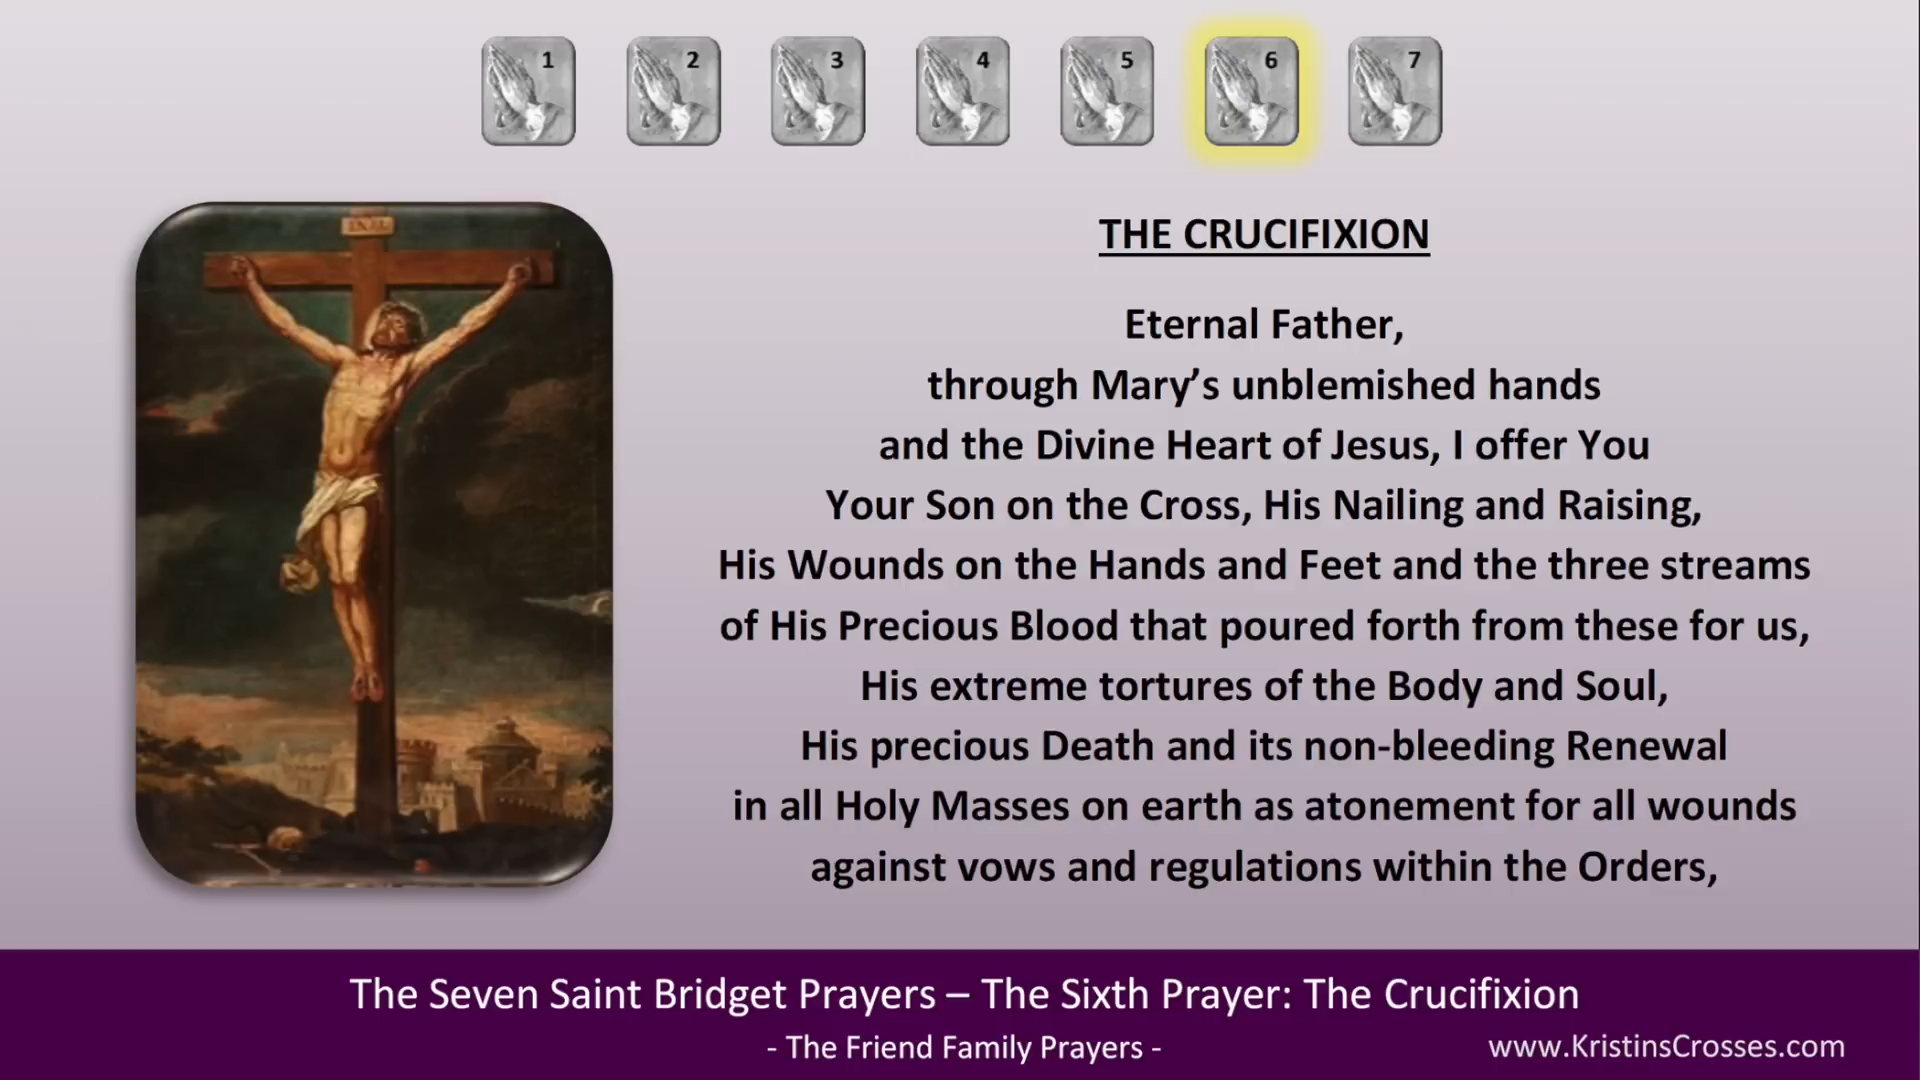 1 2 3 4 5 6 7
INRI
THE CRUCIFIXION
Eternal Father,
through Mary’s unblemished hands
and the Divine Heart of Jesus, I offer You
Your Son on the Cross, His Nailing and Raising,
His Wounds on the Hands and Feet and the three streams
of His Precious Blood that poured forth from these for us,
His extreme tortures of the Body and Soul,
His precious Death and its non-bleeding Renewal
in all Holy Masses on earth as atonement for all wounds
against vows and regulations within the Orders,
The Seven Saint Bridget Prayers – The Sixth Prayer: The Crucifixion
- The Friend Family Prayers -
www.KristinsCrosses.com